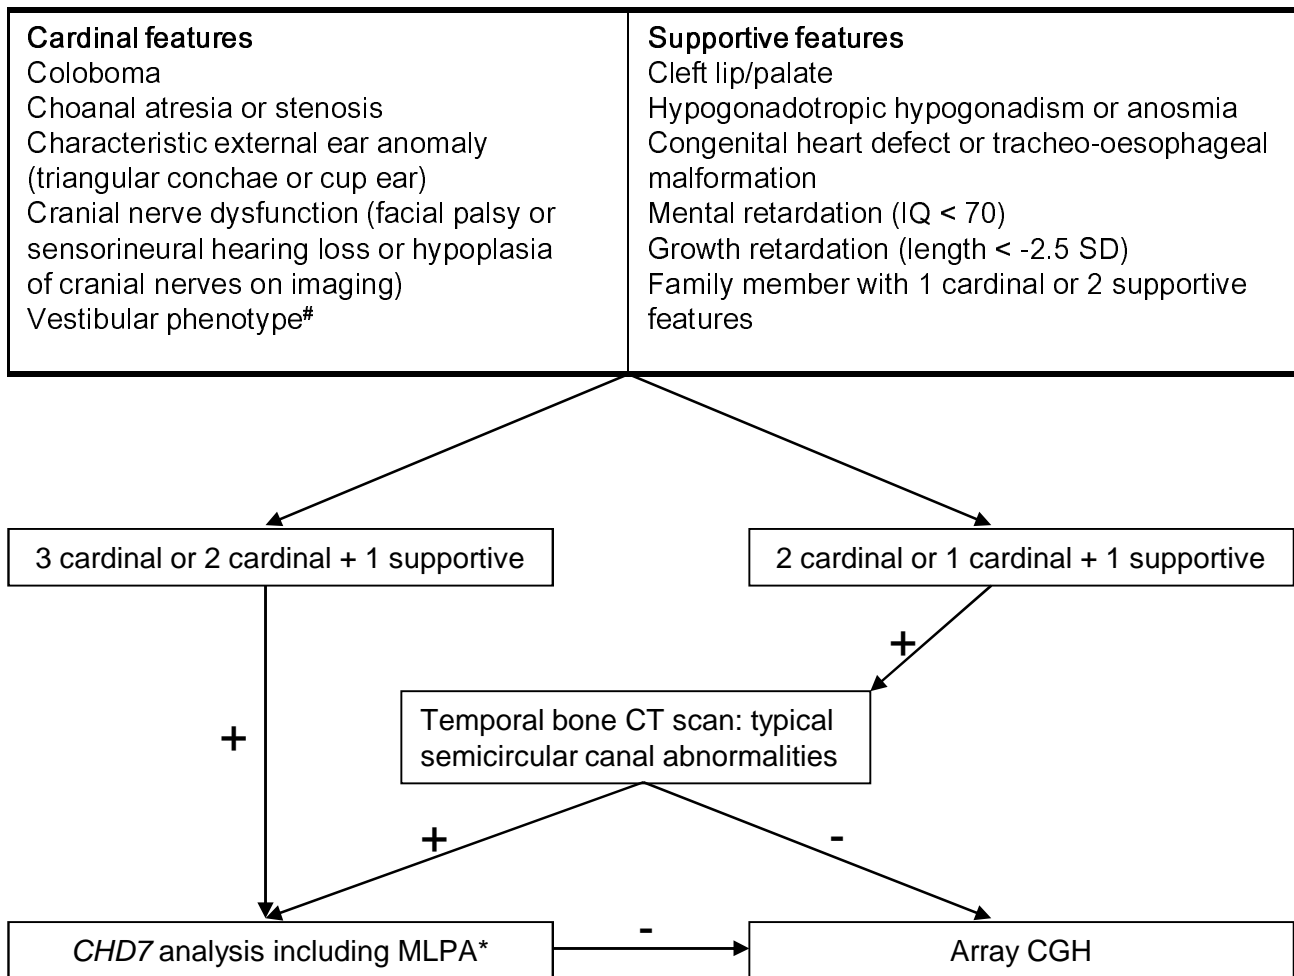 Cardinal features
Coloboma
Choanal atresia or stenosis
Characteristic external ear anomaly
(triangular conchae or cup ear)
Cranial nerve dysfunction (facial palsy or
sensorineural hearing loss or hypoplasia
of cranial nerves on imaging)
Vestibular phenotype#
Supportive features
Cleft lip/palate
Hypogonadotropic hypogonadism or anosmia
Congenital heart defect or tracheo-oesophageal
malformation
Mental retardation (IQ < 70)
Growth retardation (length < -2.5 SD)
Family member with 1 cardinal or 2 supportive
features
3 cardinal or 2 cardinal + 1 supportive
2 cardinal or 1 cardinal + 1 supportive
+
+
Temporal bone CT scan: typical
semicircular canal abnormalities
+
-
CHD7 analysis including MLPA*
-
Array CGH